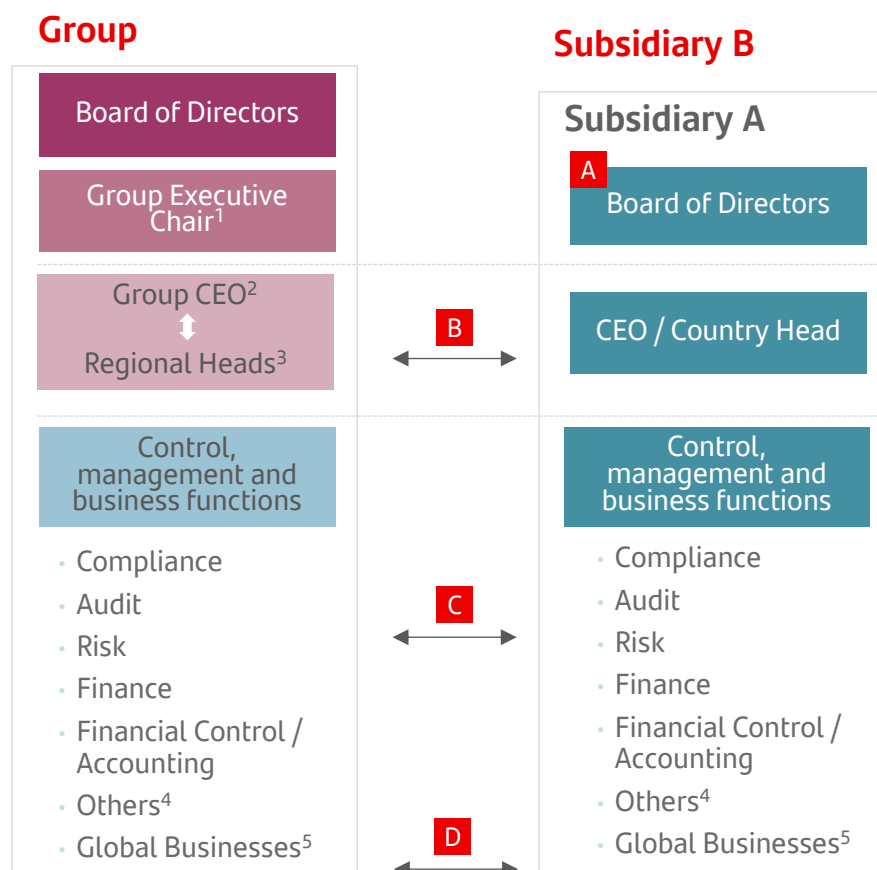 Group
Board of Directors
Group Executive
Chair¹
Group CEO²
Regional Heads³
Control,
management and
business functions
· Compliance
· Audit
· Risk
· Finance
· Financial Control /
Accounting
· Others⁴
· Global Businesses⁵
B
C
D
Subsidiary B
Subsidiary A
A
Board of Directors
CEO / Country Head
Control,
management and
business functions
· Compliance
· Audit
· Risk
· Finance
· Financial Control /
Accounting
· Others⁴
· Global Businesses⁵